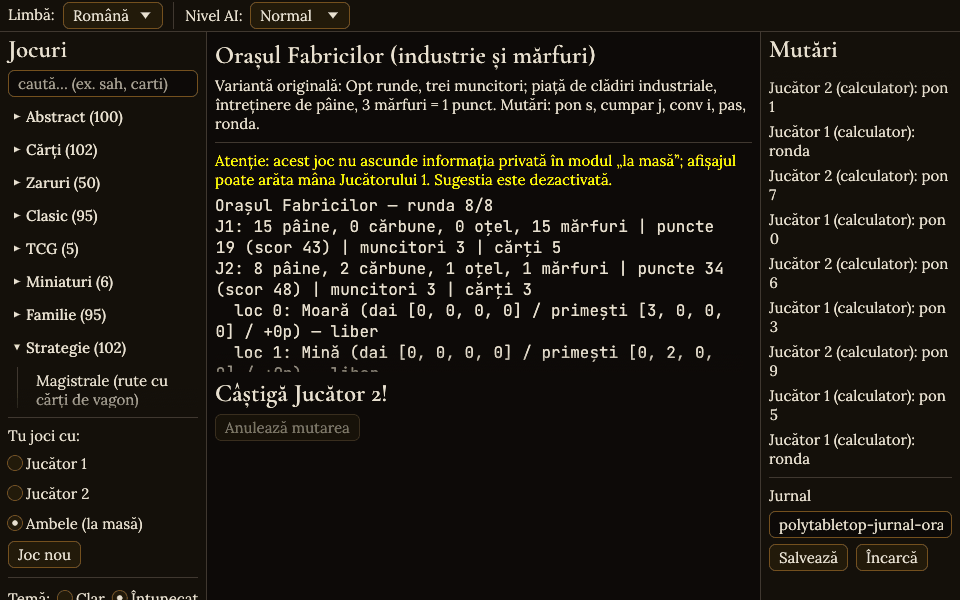 Limbă: Română ▼ Nivel AI: Normal ▼
Jocuri
caută... (ex. sah, carti)
▸ Abstract (100)
▸ Cărți (102)
▸ Zaruri (50)
▸ Clasic (95)
▸ TCG (5)
▸ Miniaturi (6)
▸ Familie (95)
▾ Strategie (102)
Magistrale (rute cu
cărți de vagon)
Tu joci cu:
Jucător 1
Jucător 2
Ambele (la masă)
Joc nou
Temă: Clar Întunecat
Orașul Fabricilor (industrie și mărfuri)
Variantă originală: Opt runde, trei muncitori; piață de clădiri industriale,
întreținere de pâine, 3 mărfuri = 1 punct. Mutări: pon s, cumpar j, conv i, pas,
ronda.
Atenție: acest joc nu ascunde informația privată în modul „la masă”; afișajul
poate arăta mâna Jucătorului 1. Sugestia este dezactivată.
Orașul Fabricilor — runda 8/8
J1: 15 pâine, 0 cărbune, 0 oțel, 15 mărfuri | puncte
19 (scor 43) | muncitori 3 | cărți 5
J2: 8 pâine, 2 cărbune, 1 oțel, 1 mărfuri | puncte 34
(scor 48) | muncitori 3 | cărți 3
loc 0: Moară (dai [0, 0, 0, 0] / primești [3, 0, 0,
0] / +0p) — liber
loc 1: Mină (dai [0, 0, 0, 0] / primești [0, 2, 0,
0] / +0p) — liber
Câștigă Jucător 2!
Anulează mutarea
Mutări
Jucător 2 (calculator): pon
1
Jucător 1 (calculator):
ronda
Jucător 2 (calculator): pon
7
Jucător 1 (calculator): pon
0
Jucător 2 (calculator): pon
6
Jucător 1 (calculator): pon
3
Jucător 2 (calculator): pon
9
Jucător 1 (calculator): pon
5
Jucător 1 (calculator):
ronda
Jurnal
polytabletop-jurnal-ora
Salvează Încarcă